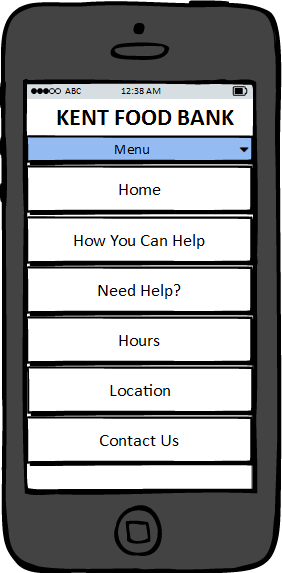 ABC 12:38 AM
KENT FOOD BANK
Menu
Home
How You Can Help
Need Help?
Hours
Location
Contact Us